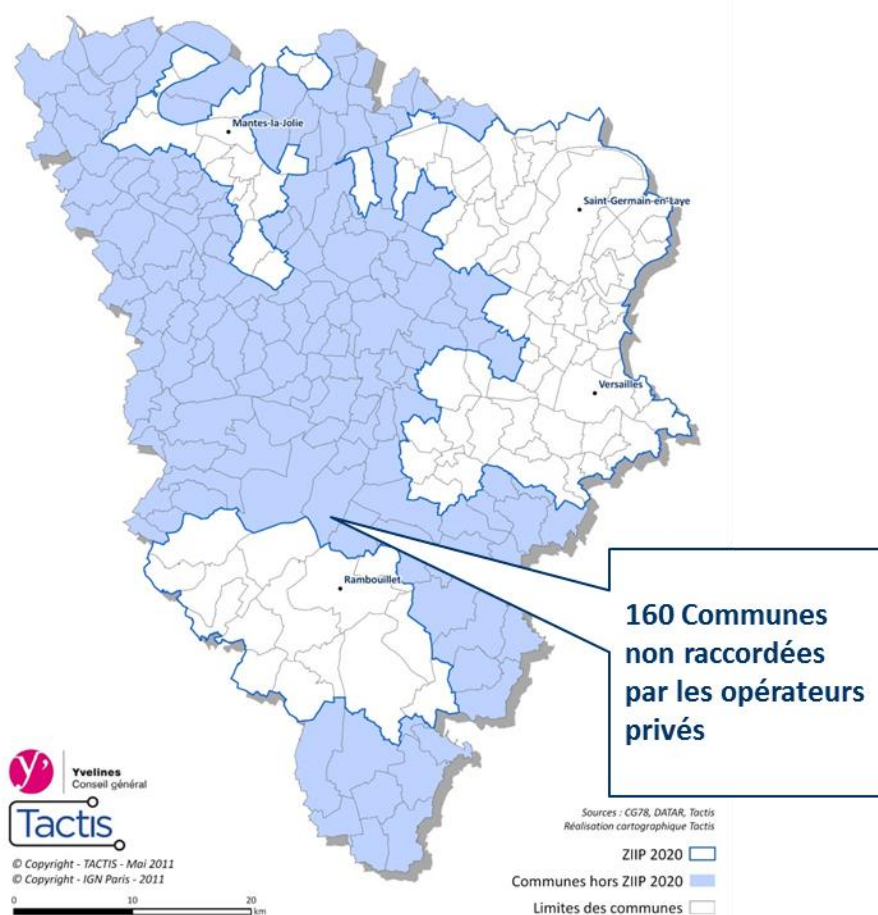 Mantes-la-Jolie
Saint-Germain-en-Laye
Versailles
Rambouillet
160 Communes
non raccordées
par les opérateurs
privés
y'
Yvelines
Conseil général
Tactis
© Copyright - TACTIS - Mai 2011
© Copyright - IGN Paris - 2011
0 10 20
km
Sources : CG78, DATAR, Tactis
Réalisation cartographique Tactis
ZIIP 2020
Communes hors ZIIP 2020
Limites des communes